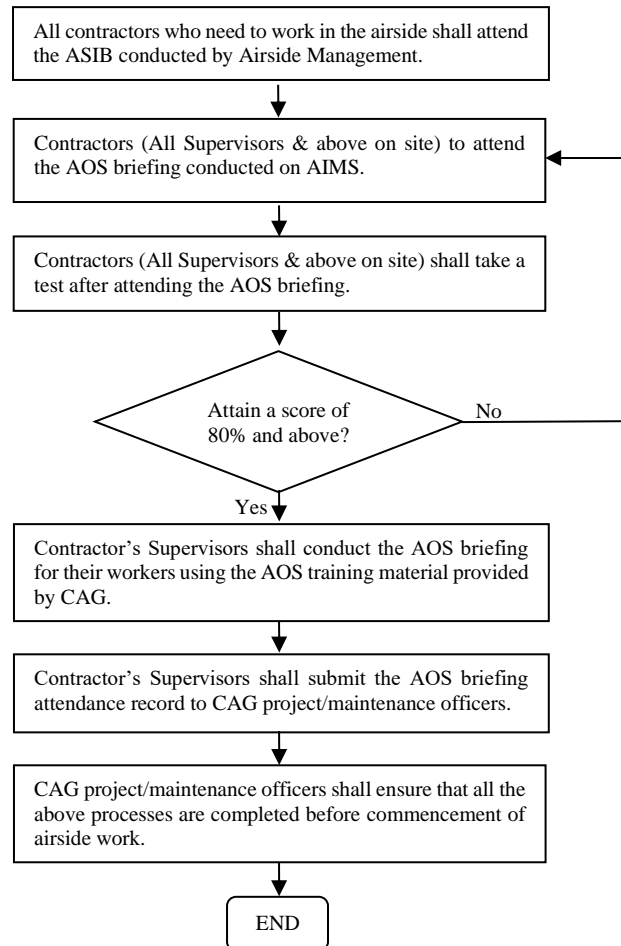 All contractors who need to work in the airside shall attend
the ASIB conducted by Airside Management.
Contractors (All Supervisors & above on site) to attend
the AOS briefing conducted on AIMS.
Contractors (All Supervisors & above on site) shall take a
test after attending the AOS briefing.
Attain a score of
80% and above?
No
Yes
Contractor’s Supervisors shall conduct the AOS briefing
for their workers using the AOS training material provided
by CAG.
Contractor’s Supervisors shall submit the AOS briefing
attendance record to CAG project/maintenance officers.
CAG project/maintenance officers shall ensure that all the
above processes are completed before commencement of
airside work.
END